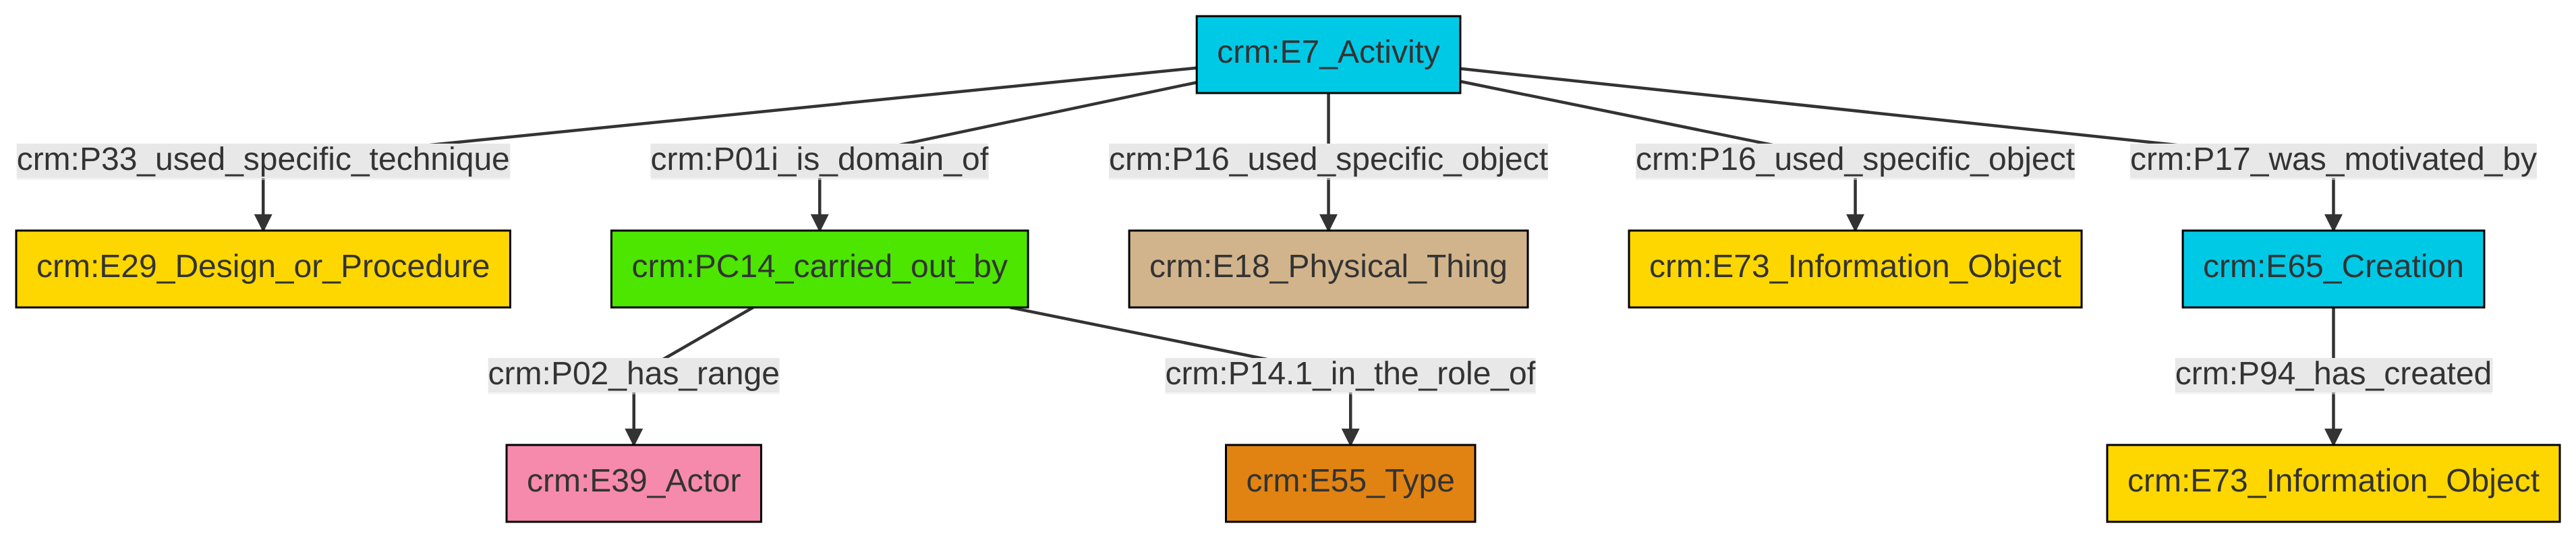 crm:E7_Activity
crm:P33_used_specific_technique
crm:P01i_is_domain_of
crm:P16_used_specific_object
crm:P16_used_specific_object
crm:P17_was_motivated_by
crm:E29_Design_or_Procedure
crm:PC14_carried_out_by
crm:E18_Physical_Thing
crm:E73_Information_Object
crm:E65_Creation
crm:P02_has_range
crm:P14.1_in_the_role_of
crm:P94_has_created
crm:E39_Actor
crm:E55_Type
crm:E73_Information_Object